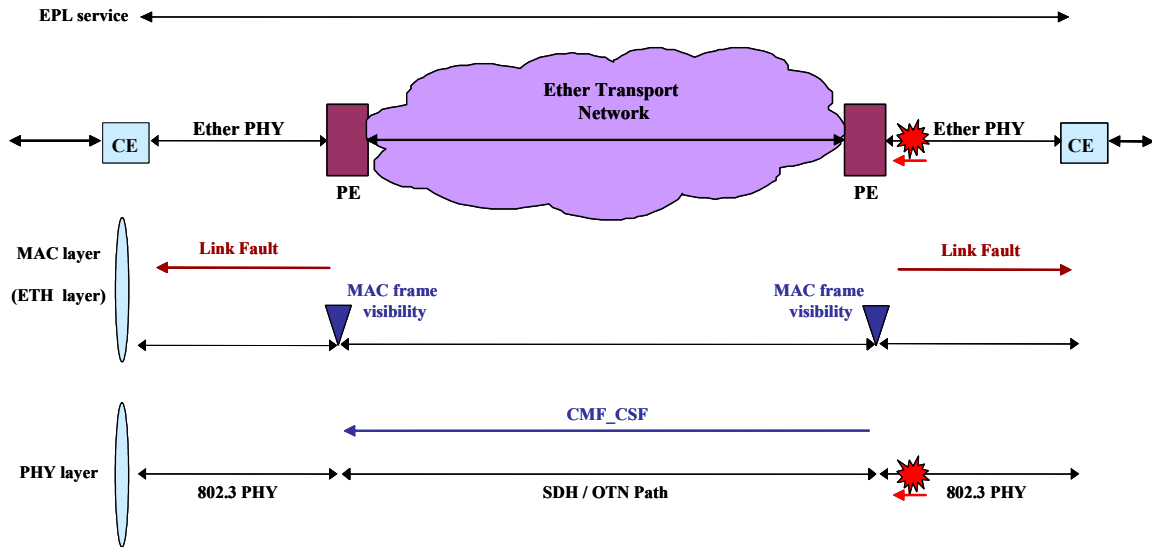 EPL service
Ether Transport
Network
Ether PHY
Ether PHY
CE
CE
PE
PE
MAC layer
(ETH layer)
Link Fault
Link Fault
MAC frame
visibility
MAC frame
visibility
CMF_CSF
PHY layer
802.3 PHY
SDH / OTN Path
802.3 PHY